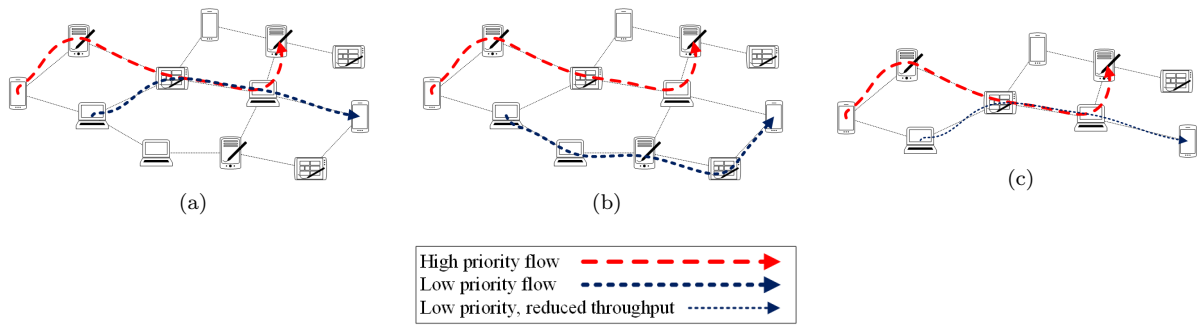 (a)
(b)
(c)
High priority flow
Low priority flow
Low priority, reduced throughput